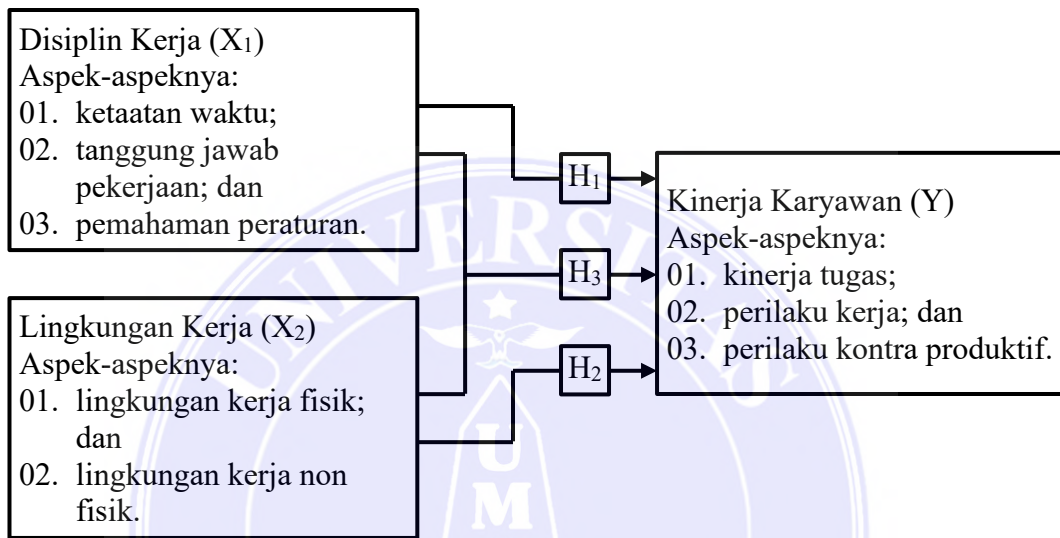 Disiplin Kerja (X₁)
Aspek-aspeknya:
01. ketaatan waktu;
02. tanggung jawab
pekerjaan; dan
03. pemahaman peraturan.
Lingkungan Kerja (X₂)
Aspek-aspeknya:
01. lingkungan kerja fisik;
dan
02. lingkungan kerja non
fisik.
H₁
H₃
H₂
Kinerja Karyawan (Y)
Aspek-aspeknya:
01. kinerja tugas;
02. perilaku kerja; dan
03. perilaku kontra produktif.
UNIVERSITAS
U
M